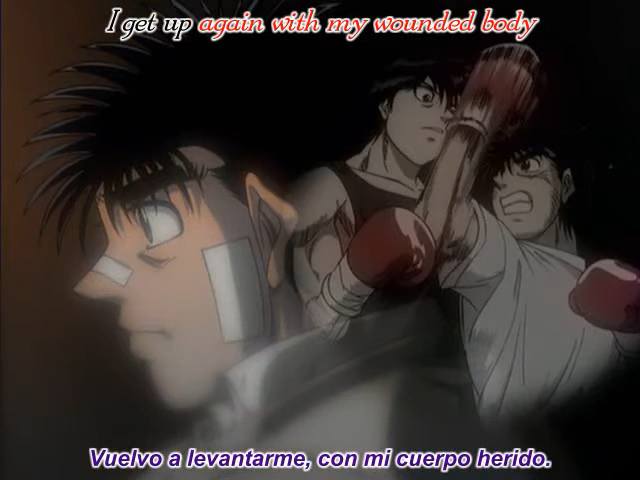 I get up again with my wounded body
Vuelvo a levantarme, con mi cuerpo herido.